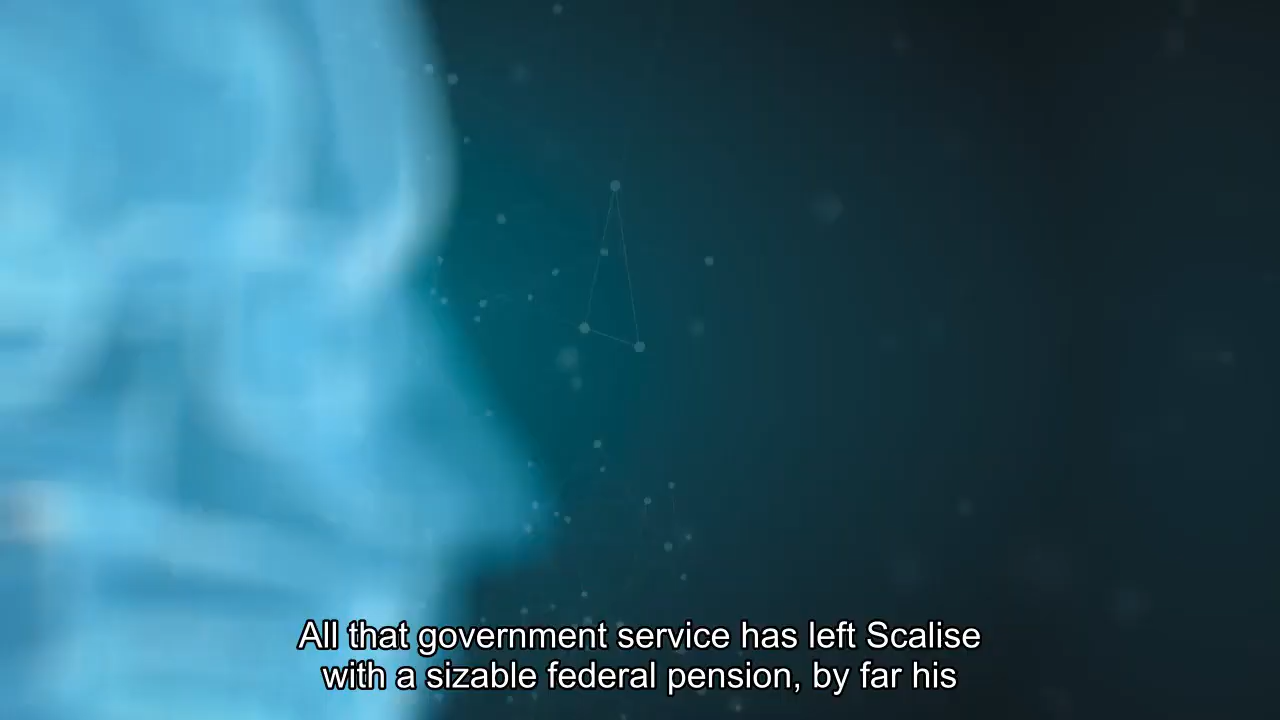 All that government service has left Scalise
with a sizable federal pension, by far his